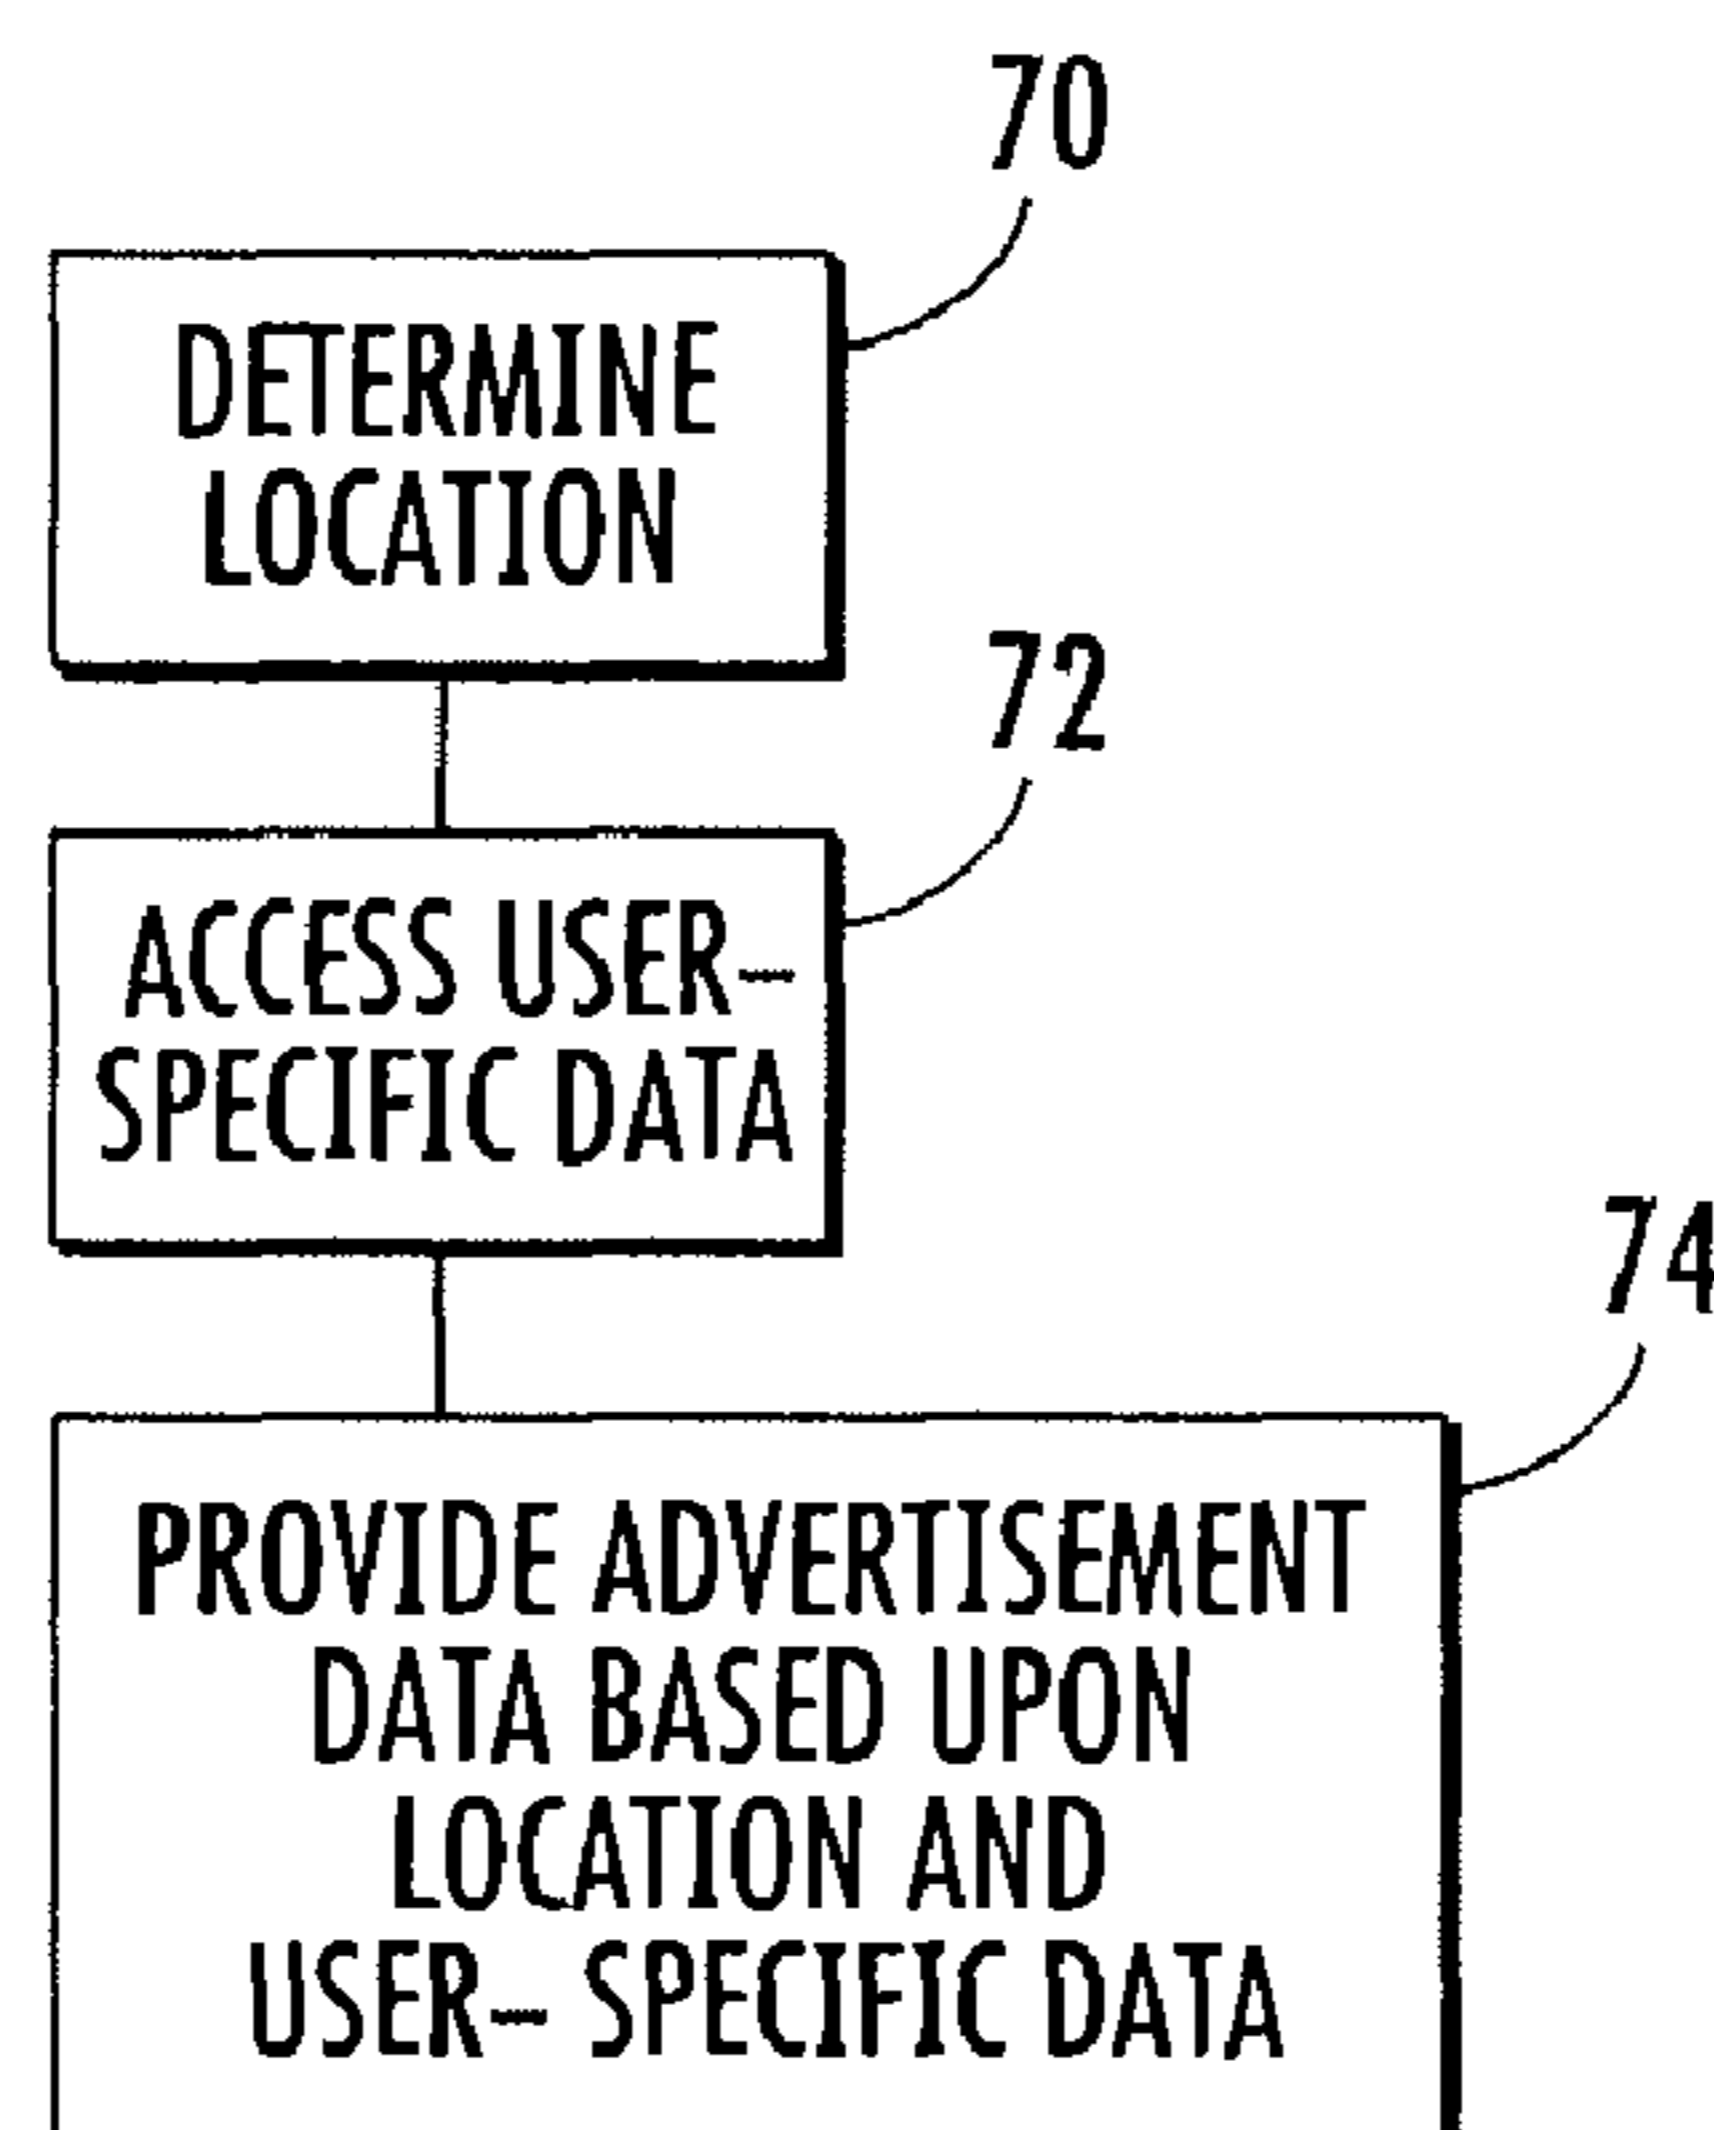 70
DETERMINE
LOCATION
72
ACCESS USER-
SPECIFIC DATA
74
PROVIDE ADVERTISEMENT
DATA BASED UPON
LOCATION AND
USER- SPECIFIC DATA